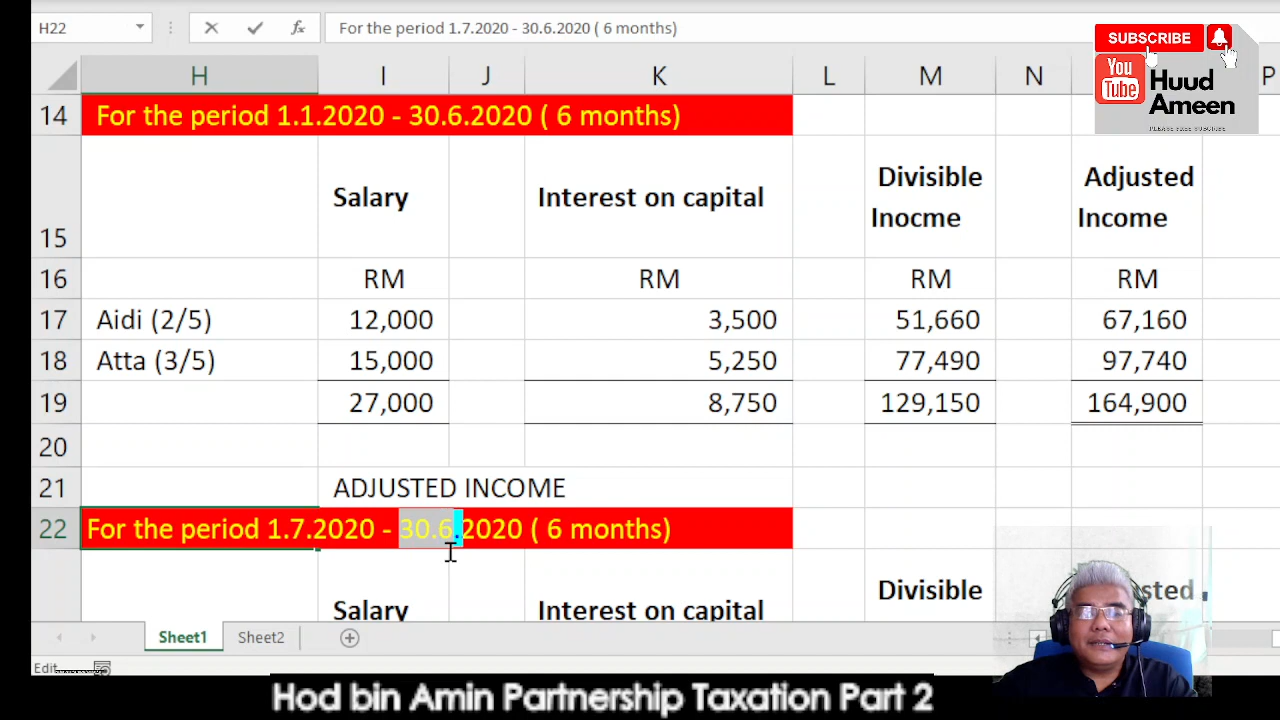 H22
For the period 1.7.2020 - 30.6.2020 ( 6 months)
SUBSCRIBE
You
Tube
Huud
Ameen
PLEASE FREE SUBCRIBE
H I J K L M N P
14 For the period 1.1.2020 - 30.6.2020 ( 6 months)
15 Salary Interest on capital Divisible Inocme Adjusted Income
16 RM RM RM RM
17 Aidi (2/5) 12,000 3,500 51,660 67,160
18 Atta (3/5) 15,000 5,250 77,490 97,740
19 27,000 8,750 129,150 164,900
20
21 ADJUSTED INCOME
22 For the period 1.7.2020 - 30.6.2020 ( 6 months)
Salary Interest on capital Divisible
Sheet1 Sheet2
Edit
Hod bin Amin Partnership Taxation Part 2